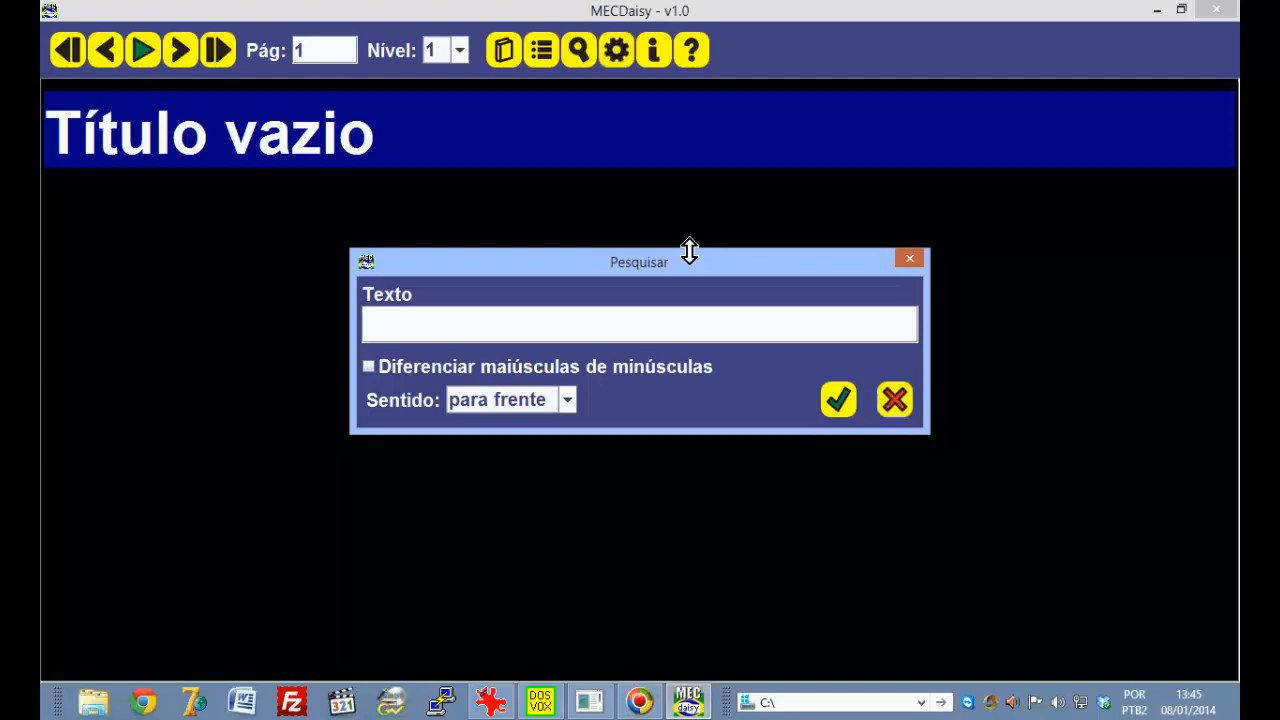 MECDaisy - v1.0
Pág: 1 Nível: 1
Título vazio
Pesquisar
Texto
Diferenciar maiúsculas de minúsculas
Sentido: para frente
DOS
VOX
MEC
daisy
C:\
POR
PTB2
13:45
08/01/2014